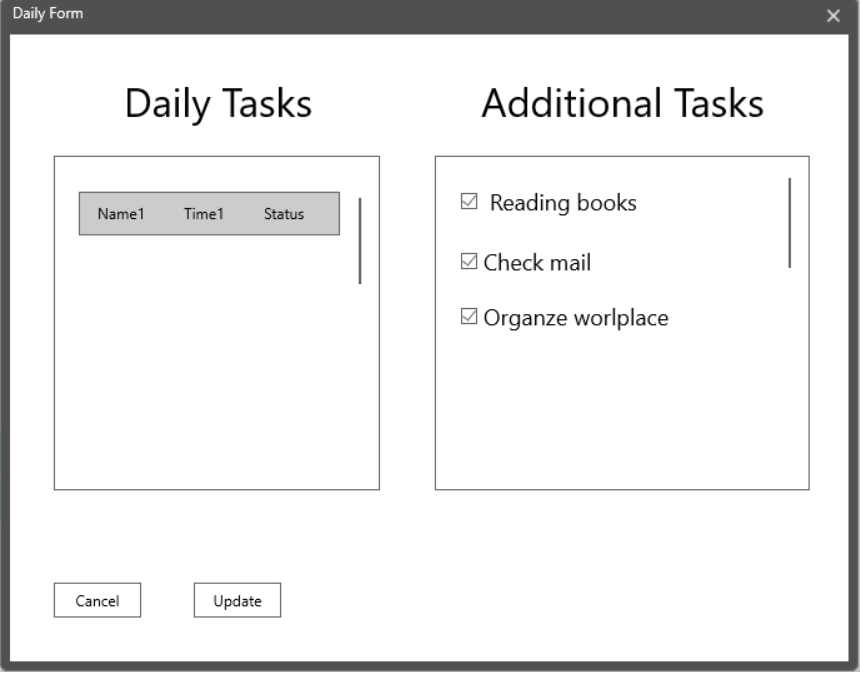 Daily Form
Daily Tasks
Name1 Time1 Status
Additional Tasks
Reading books
Check mail
Organze worlplace
Cancel
Update